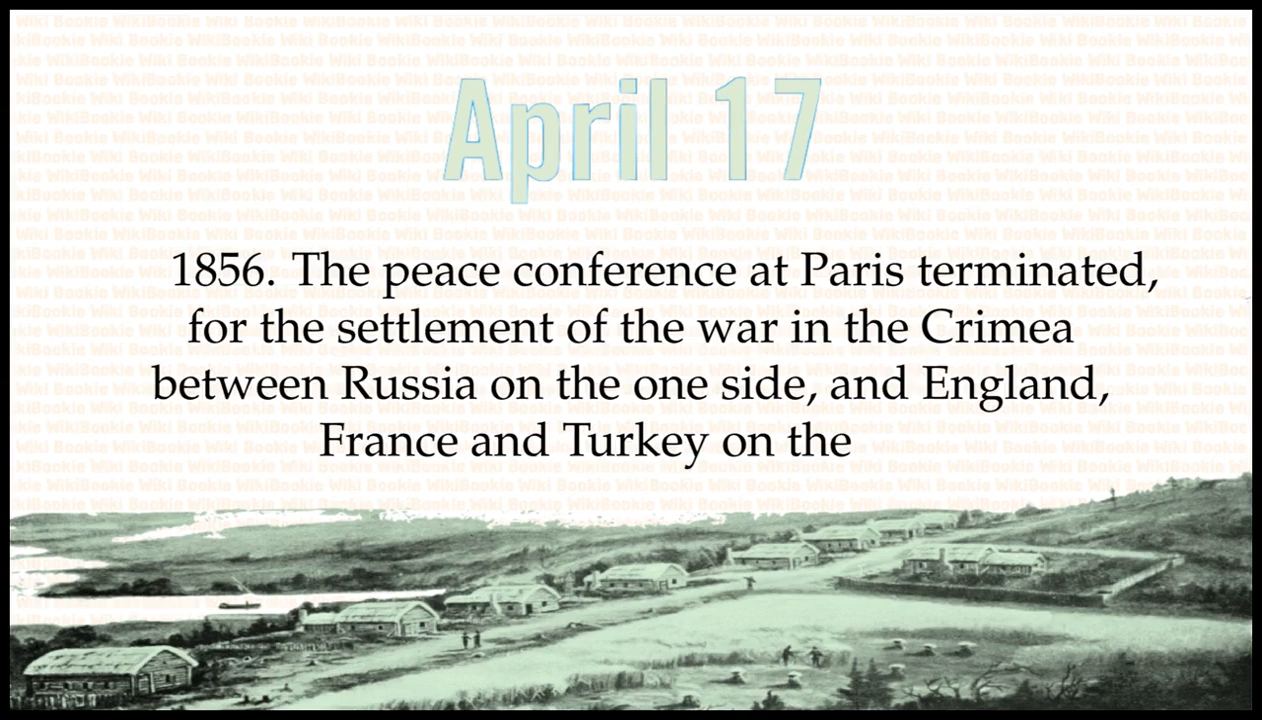 April 17
1856. The peace conference at Paris terminated,
for the settlement of the war in the Crimea
between Russia on the one side, and England,
France and Turkey on the